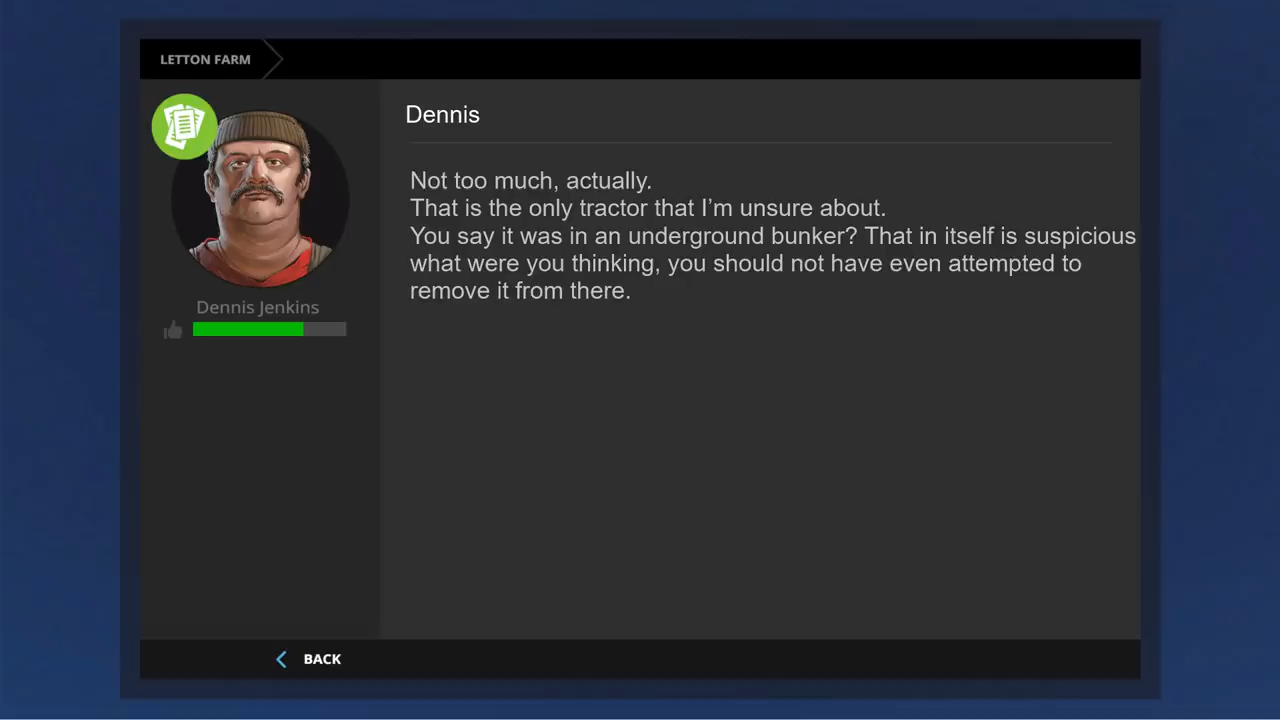 LETTON FARM
Dennis
Not too much, actually.
That is the only tractor that I’m unsure about.
You say it was in an underground bunker? That in itself is suspicious
what were you thinking, you should not have even attempted to
remove it from there.
Dennis Jenkins
BACK